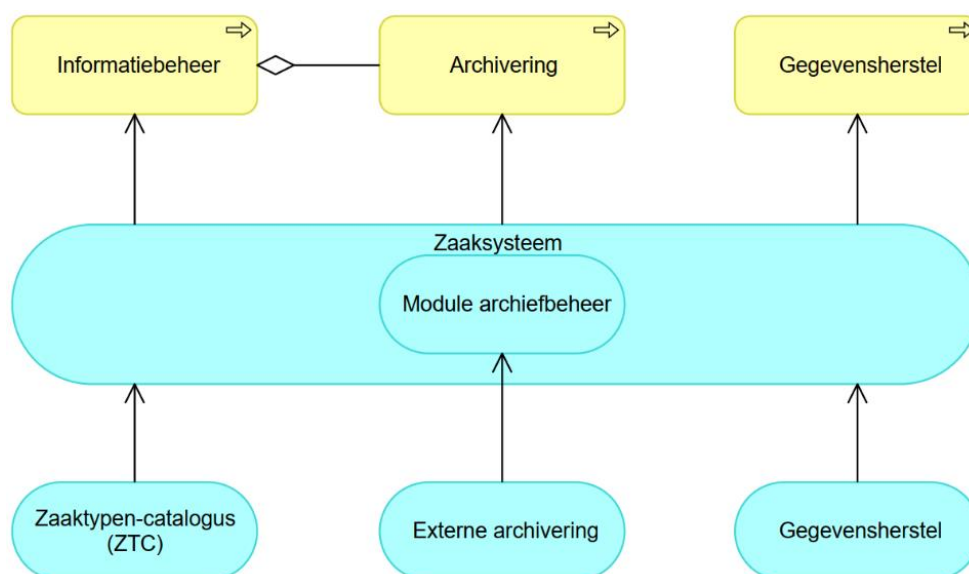 Informatiebeheer
Archivering
Gegevensherstel
Zaaksysteem
Module archiefbeheer
Zaaktypen-catalogus
(ZTC)
Externe archivering
Gegevensherstel